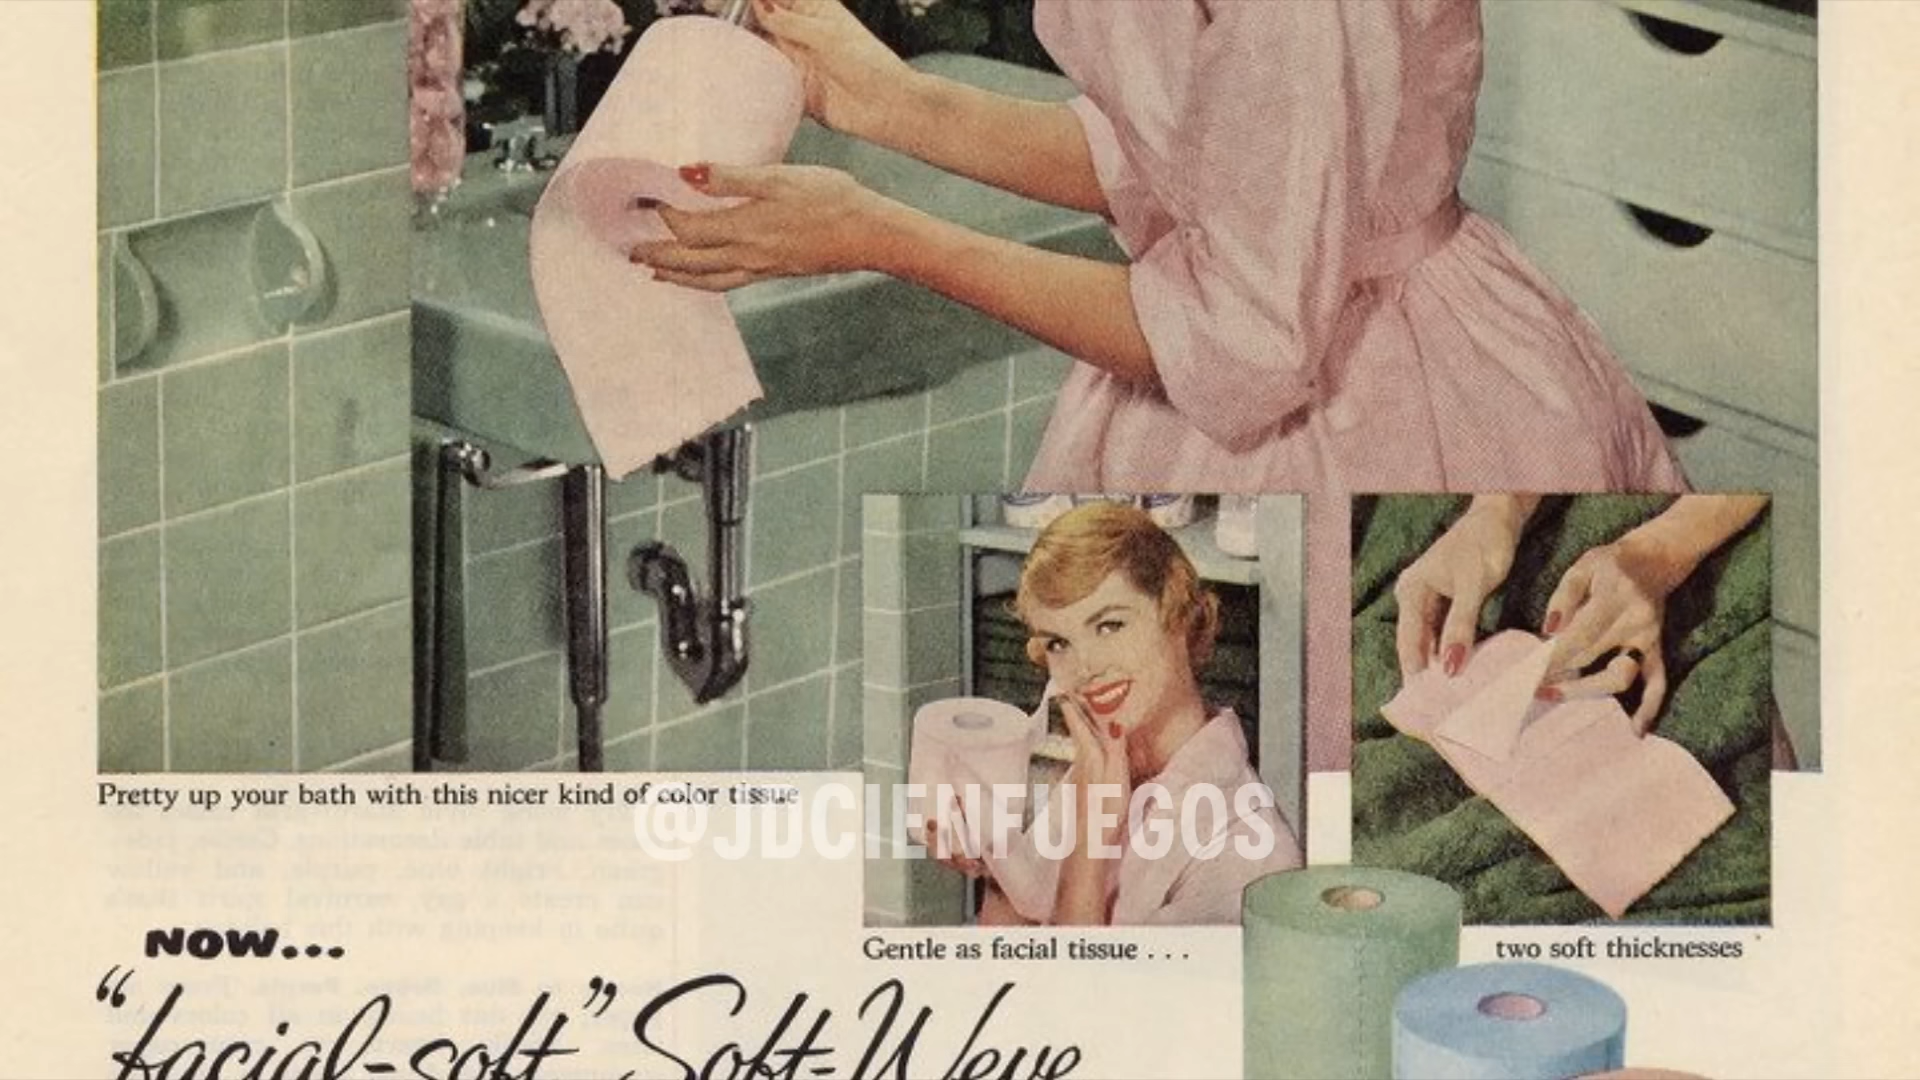 Pretty up your bath with this nicer kind of color tissue
@JDCIENFUEGOS
Gentle as facial tissue . . .
two soft thicknesses
NOW...
"facial-soft" Soft-Weve